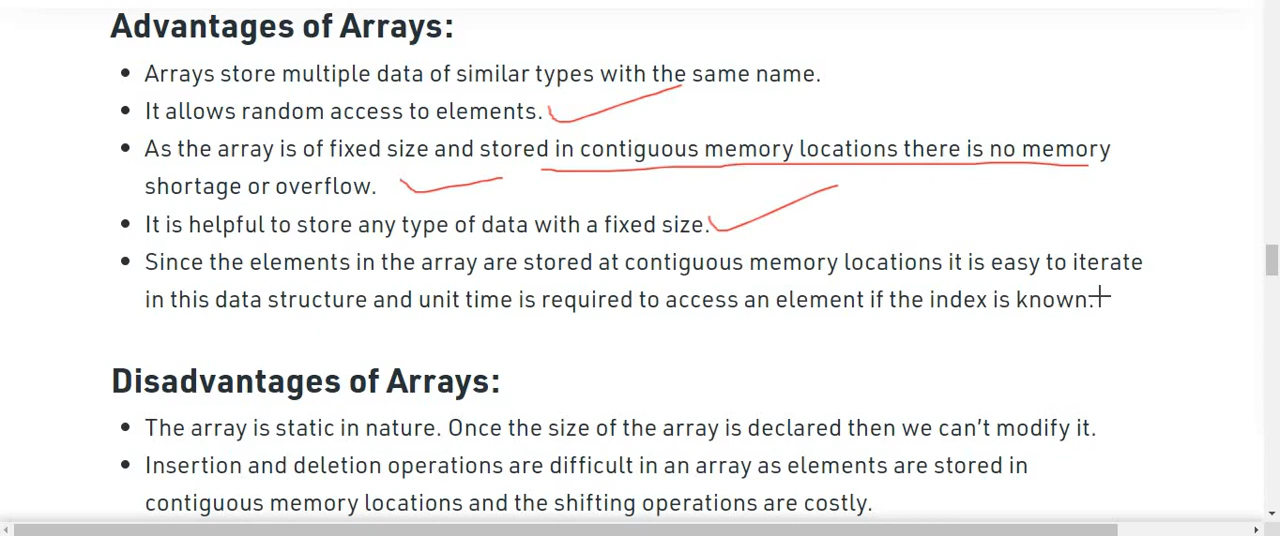 Advantages of Arrays:
• Arrays store multiple data of similar types with the same name.
• It allows random access to elements.
• As the array is of fixed size and stored in contiguous memory locations there is no memory
shortage or overflow.
• It is helpful to store any type of data with a fixed size.
• Since the elements in the array are stored at contiguous memory locations it is easy to iterate
in this data structure and unit time is required to access an element if the index is known.
Disadvantages of Arrays:
• The array is static in nature. Once the size of the array is declared then we can’t modify it.
• Insertion and deletion operations are difficult in an array as elements are stored in
contiguous memory locations and the shifting operations are costly.